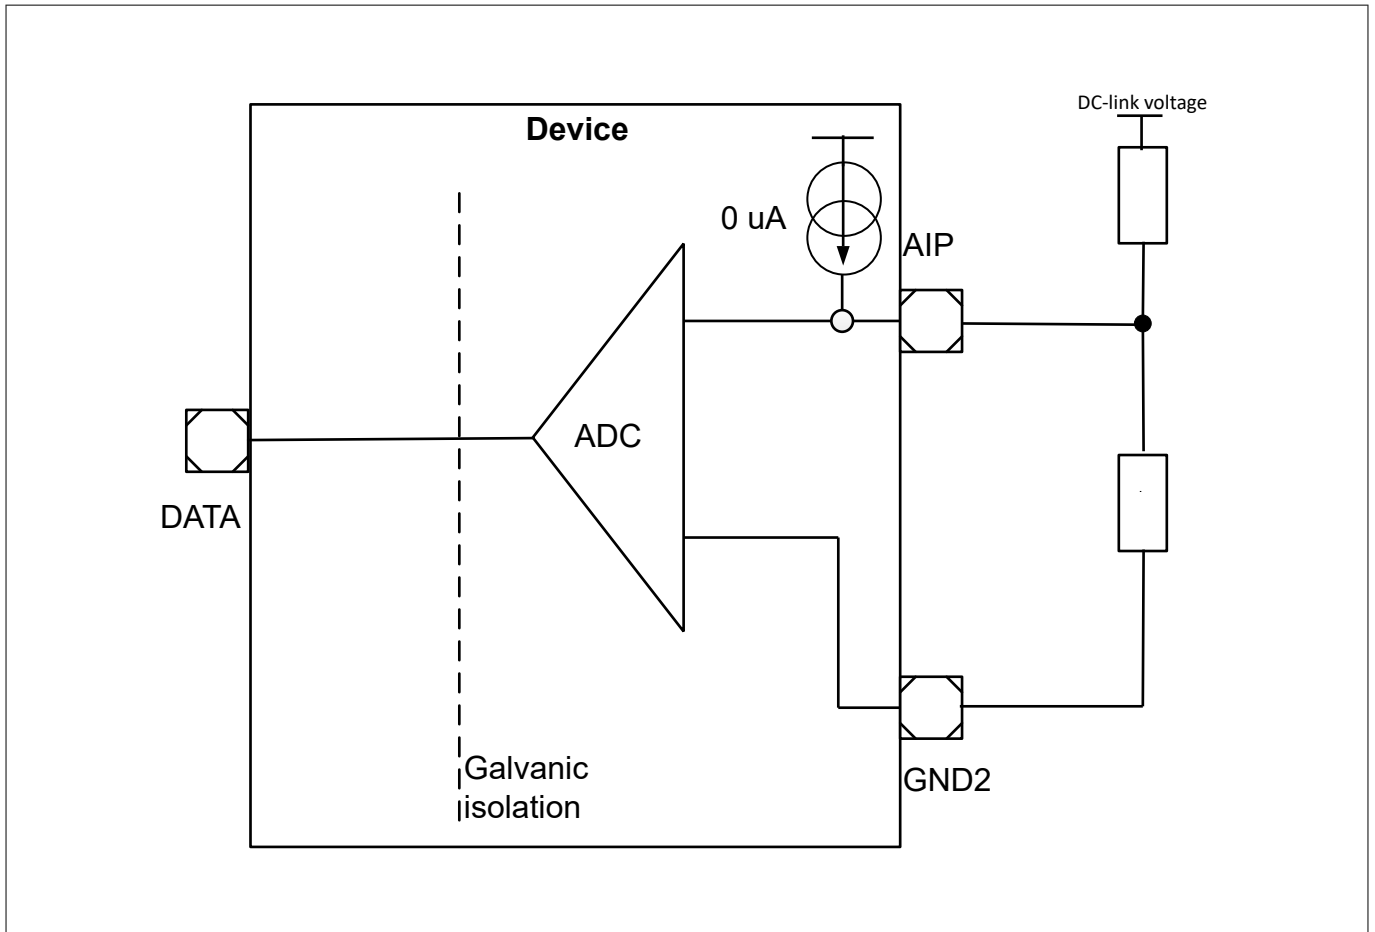 DC-link voltage
Device
0 uA
AIP
ADC
DATA
Galvanic
isolation
GND2